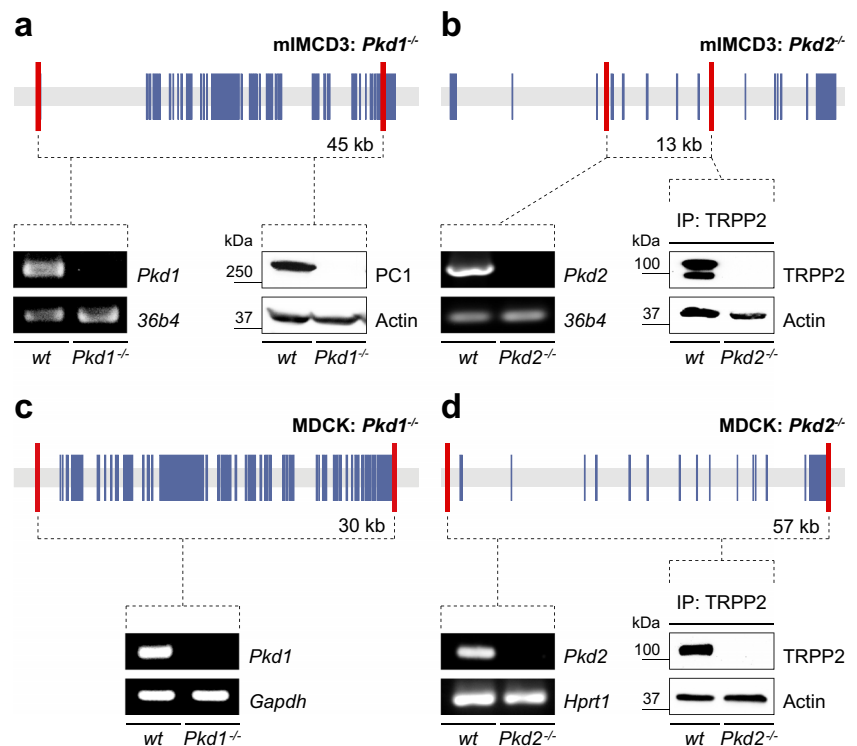 a
mIMCD3: Pkd1-/-
45 kb
Pkd1
36b4
wt Pkd1-/-
kDa
250
PC1
37
Actin
wt Pkd1-/-
b
mIMCD3: Pkd2-/-
13 kb
Pkd2
36b4
wt Pkd2-/-
IP: TRPP2
kDa
100
TRPP2
37
Actin
wt Pkd2-/-
c
MDCK: Pkd1-/-
30 kb
Pkd1
Gapdh
wt Pkd1-/-
d
MDCK: Pkd2-/-
57 kb
Pkd2
Hprt1
wt Pkd2-/-
IP: TRPP2
kDa
100
TRPP2
37
Actin
wt Pkd2-/-